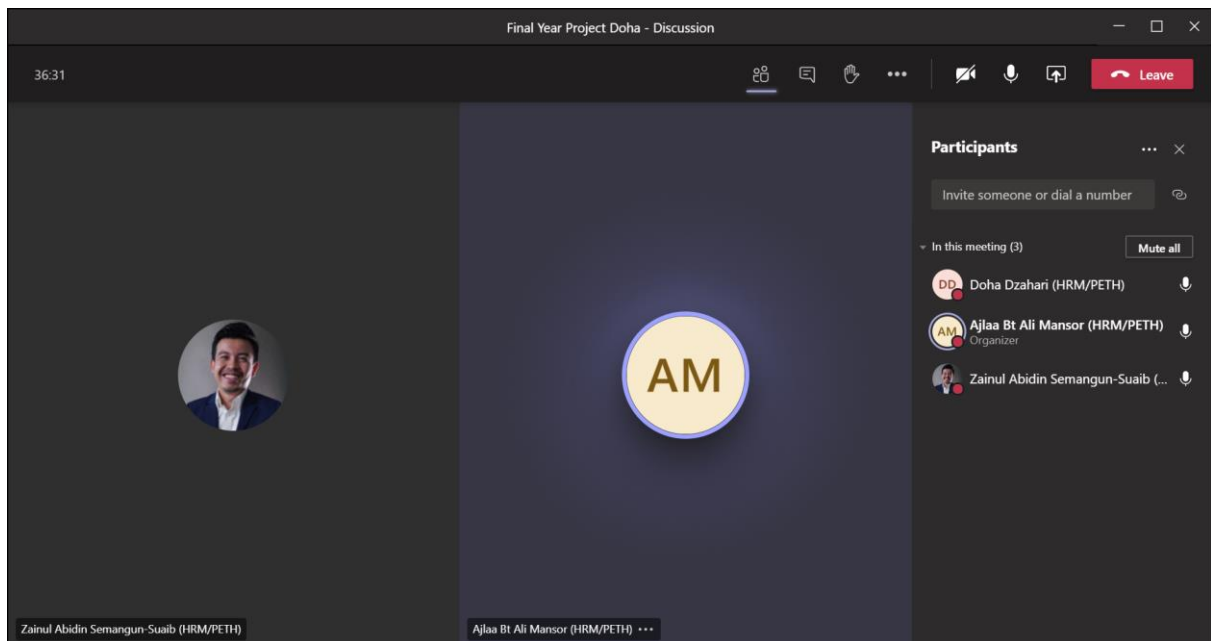 Final Year Project Doha - Discussion
36:31
Leave
Participants
Invite someone or dial a number
In this meeting (3)
Mute all
DD
Doha Dzahari (HRM/PETH)
AM
Ajlaa Bt Ali Mansor (HRM/PETH)
Organizer
Zainul Abidin Semangun-Suaib (...
AM
Zainul Abidin Semangun-Suaib (HRM/PETH)
Ajlaa Bt Ali Mansor (HRM/PETH)